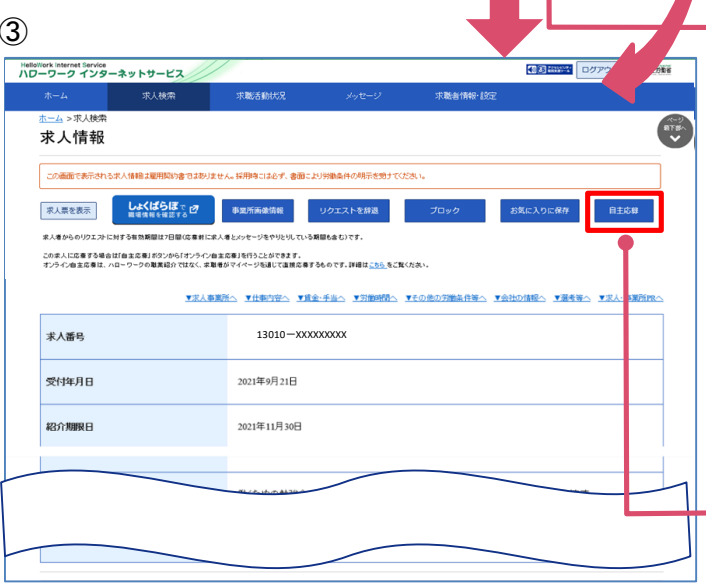 ③
HelloWork Internet Service
ハローワーク インターネットサービス
ホーム 求人検索 求職活動状況 メッセージ 求職者情報・設定
ホーム >求人検索
求人情報
ページ
最下部へ
この画面で表示される求人情報は雇用契約書ではありません。採用時には必ず、書面により労働条件の明示を受けてください。
求人票を表示 しょくばらぼで 職場情報を確認する 事業所画像情報 リクエストを辞退 ブロック お気に入りに保存 自主応募
求人者からのリクエストに対する有効期間は7日間(応募前に求人者とメッセージをやりとりしている期間も含む)です。
この求人に応募する場合は「自主応募」ボタンから「オンライン自主応募」を行うことができます。
オンライン自主応募は、ハローワークの職業紹介ではなく、求職者がマイページを通じて直接応募するものです。詳細はこちらをご覧ください。
▼求人事業所へ ▼仕事内容へ ▼賃金・手当へ ▼労働時間へ ▼その他の労働条件等へ ▼会社の情報へ ▼選考等へ
求人番号 13010－XXXXXXXXX
受付年月日 2021年9月21日
紹介期限日 2021年11月30日